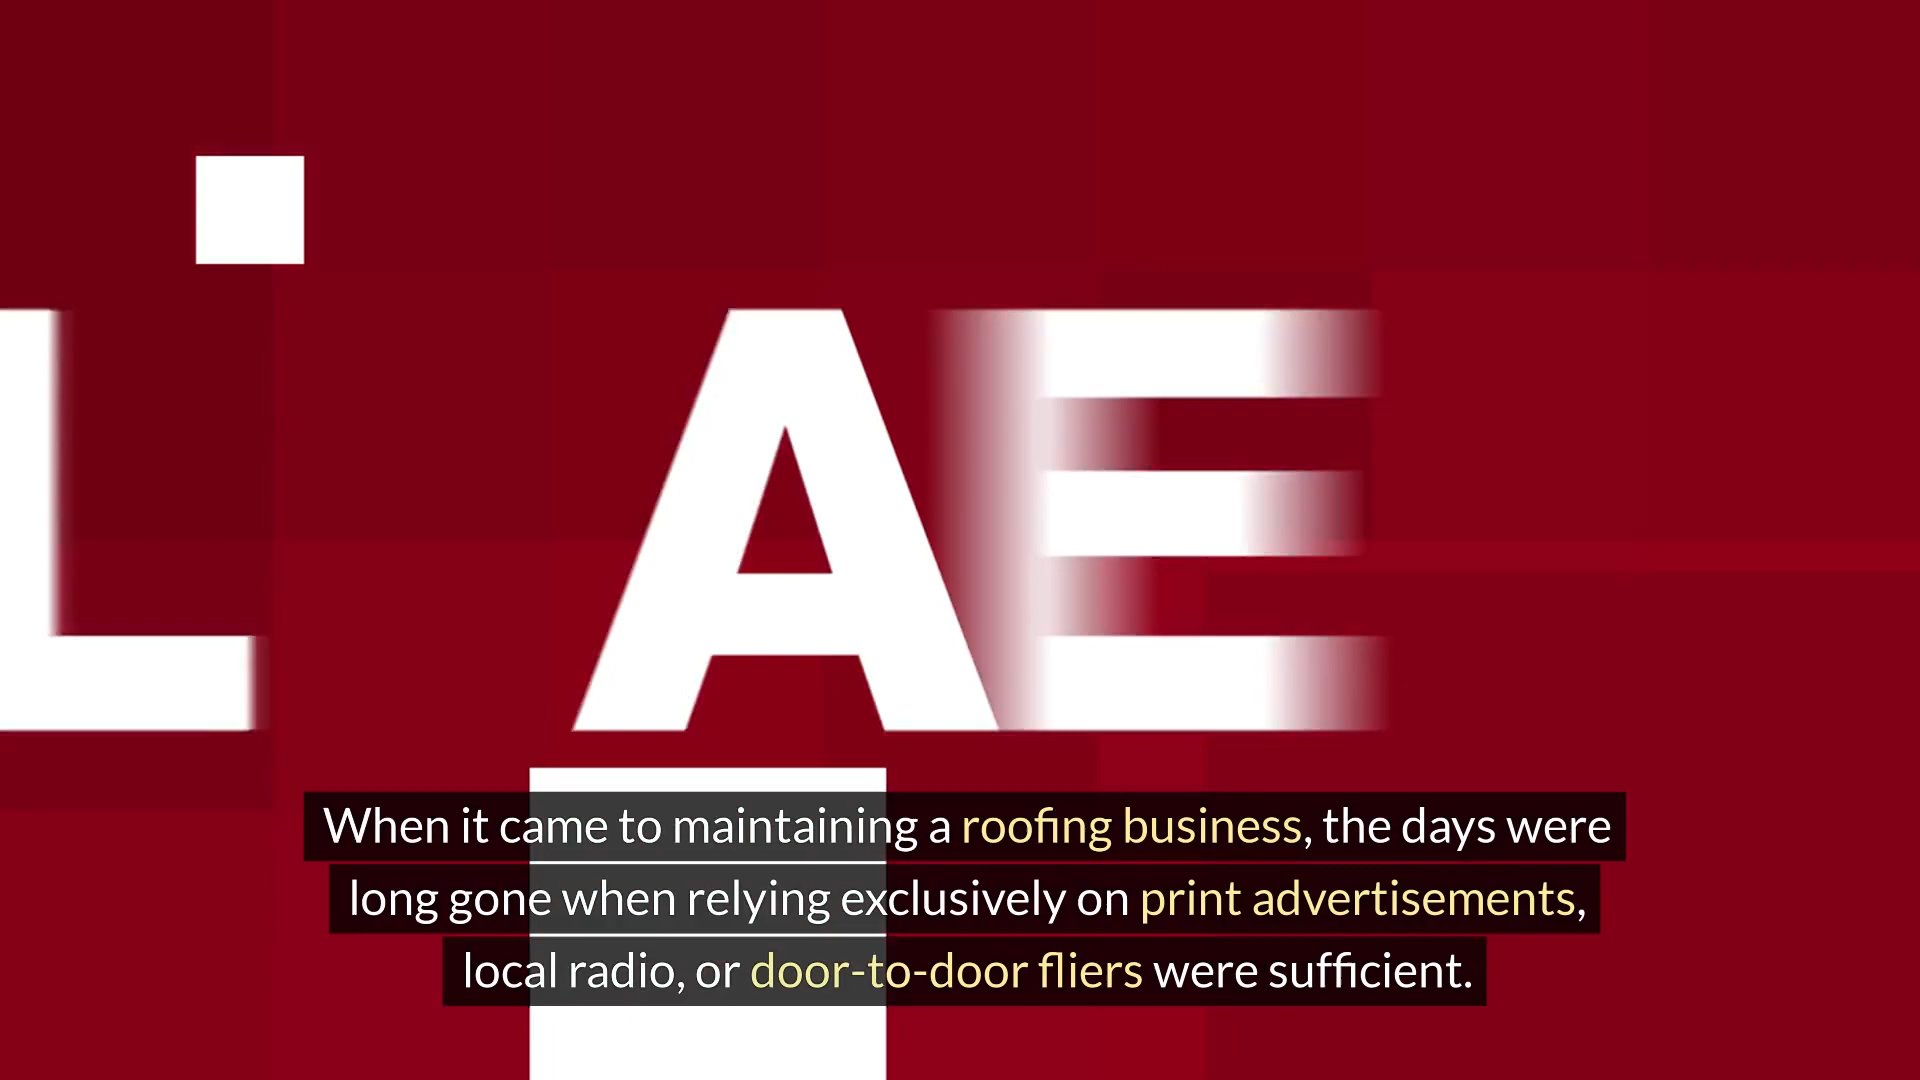 L AE
When it came to maintaining a roofing business, the days were
long gone when relying exclusively on print advertisements,
local radio, or door-to-door fliers were sufficient.